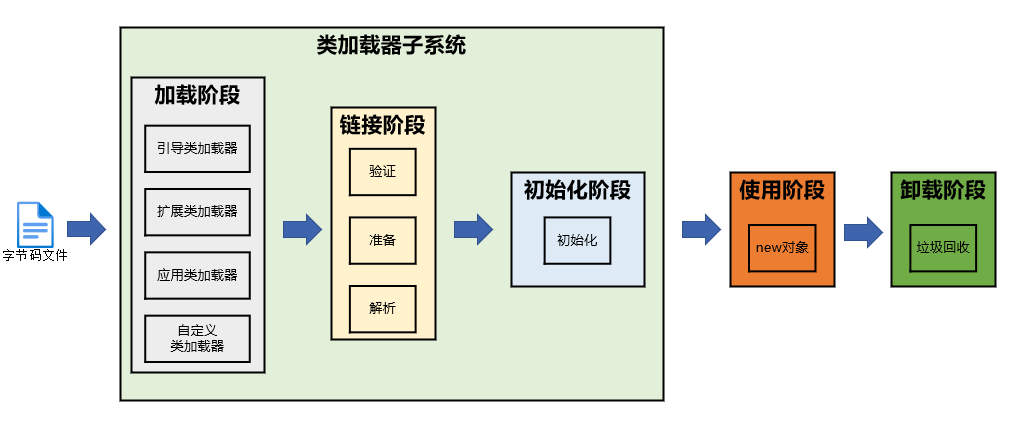 类加载器子系统
加载阶段
引导类加载器
扩展类加载器
应用类加载器
自定义
类加载器
链接阶段
验证
准备
解析
初始化阶段
初始化
使用阶段
new对象
卸载阶段
垃圾回收
字节码文件